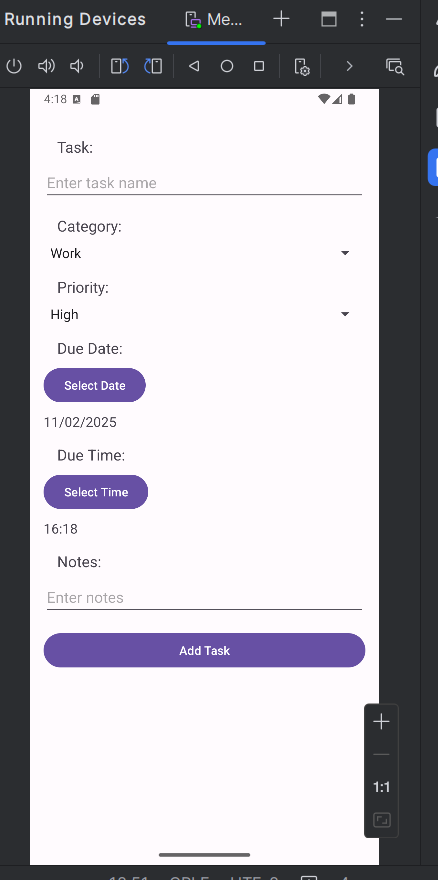 Running Devices
Me...
4:18
Task:
Enter task name
Category:
Work
Priority:
High
Due Date:
Select Date
11/02/2025
Due Time:
Select Time
16:18
Notes:
Enter notes
Add Task
1:1